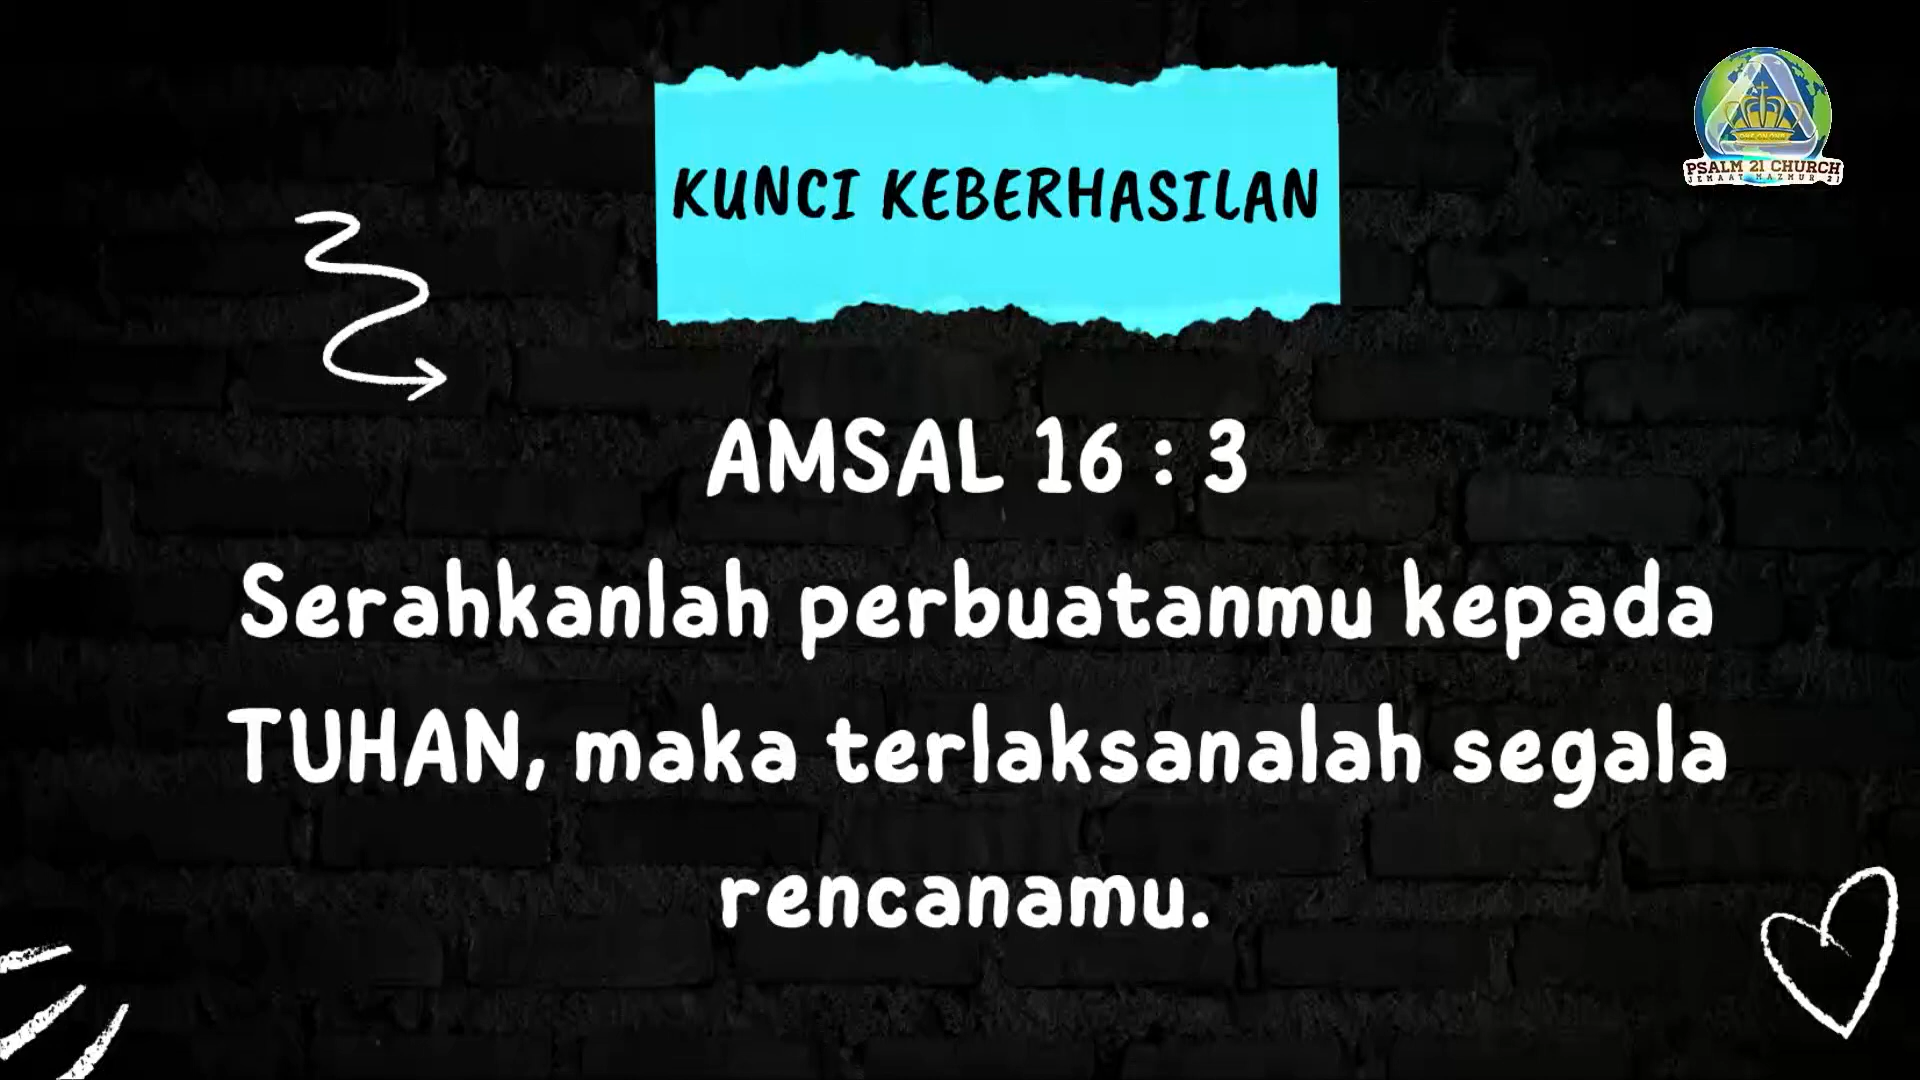 KUNCI KEBERHASILAN
PSALM 21 CHURCH
JEMAAT MAZMUR 21
AMSAL 16 : 3
Serahkanlah perbuatanmu kepada
TUHAN, maka terlaksanalah segala
rencanamu.